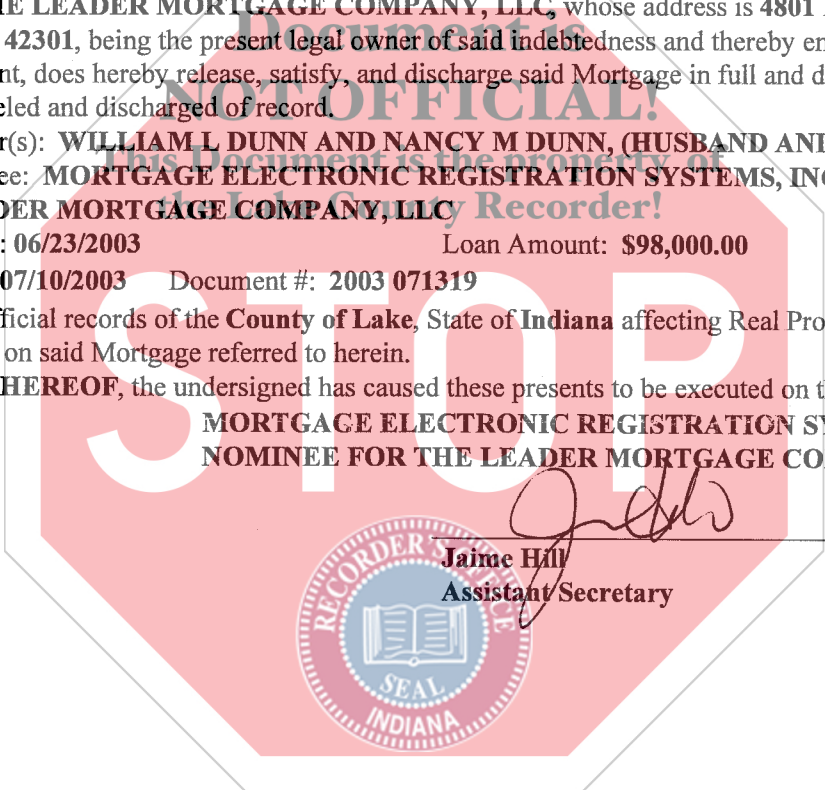 E LEADER MORTGAGE COMPANY, LLC, whose address is 4801
42301, being the present legal owner of said indebtedness and thereby en
nt, does hereby release, satisfy, and discharge said Mortgage in full and d
eled and discharged of record.
r(s): WILLIAM L DUNN AND NANCY M DUNN, (HUSBAND AND
ee: MORTGAGE ELECTRONIC REGISTRATION SYSTEMS, INC
DER MORTGAGE COMPANY, LLC
: 06/23/2003 Loan Amount: $98,000.00
07/10/2003 Document #: 2003 071319
ficial records of the County of Lake, State of Indiana affecting Real Pro
on said Mortgage referred to herein.
HEREOF, the undersigned has caused these presents to be executed on t
MORTGAGE ELECTRONIC REGISTRATION SY
NOMINEE FOR THE LEADER MORTGAGE CO
Jaime Hill
Assistant Secretary
Document is
NOT OFFICIAL!
This Document is the property of
the Lake County Recorder!
STOP
RECORDER'S OFFICE
SEAL
INDIANA